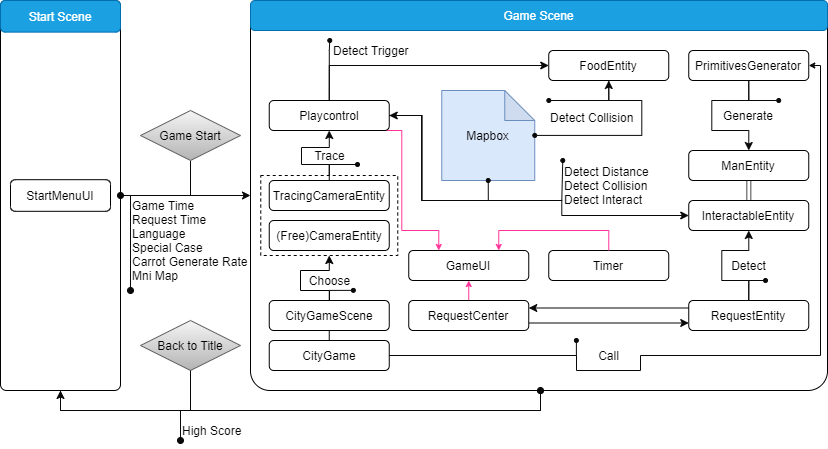 Start Scene
Game Scene
Detect Trigger
FoodEntity
PrimitivesGenerator
Playcontrol
Mapbox
Detect Collision
Generate
Game Start
Trace
ManEntity
Detect Distance
Detect Collision
Detect Interact
StartMenuUI
TracingCameraEntity
InteractableEntity
Game Time
Request Time
Language
Special Case
Carrot Generate Rate
Mni Map
(Free)CameraEntity
GameUI
Timer
Detect
Choose
CityGameScene
RequestCenter
RequestEntity
Back to Title
CityGame
Call
High Score